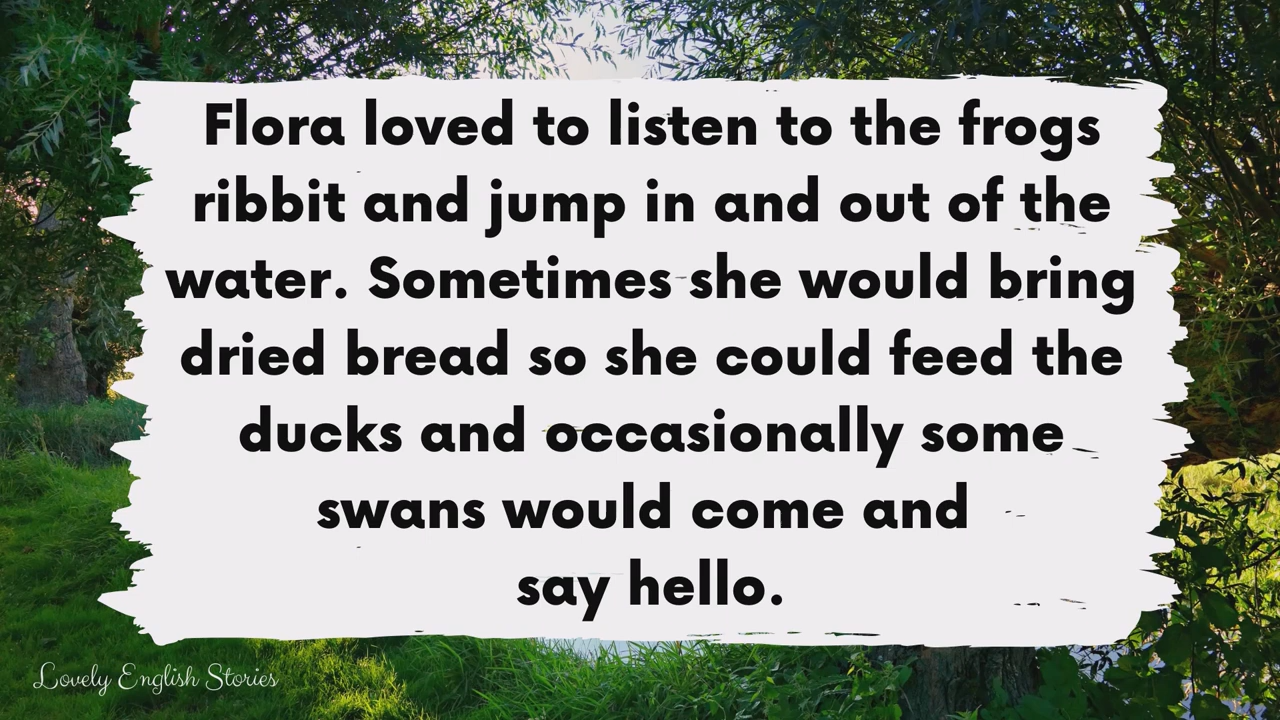 Flora loved to listen to the frogs
ribbit and jump in and out of the
water. Sometimes she would bring
dried bread so she could feed the
ducks and occasionally some
swans would come and
say hello.
Lovely English Stories